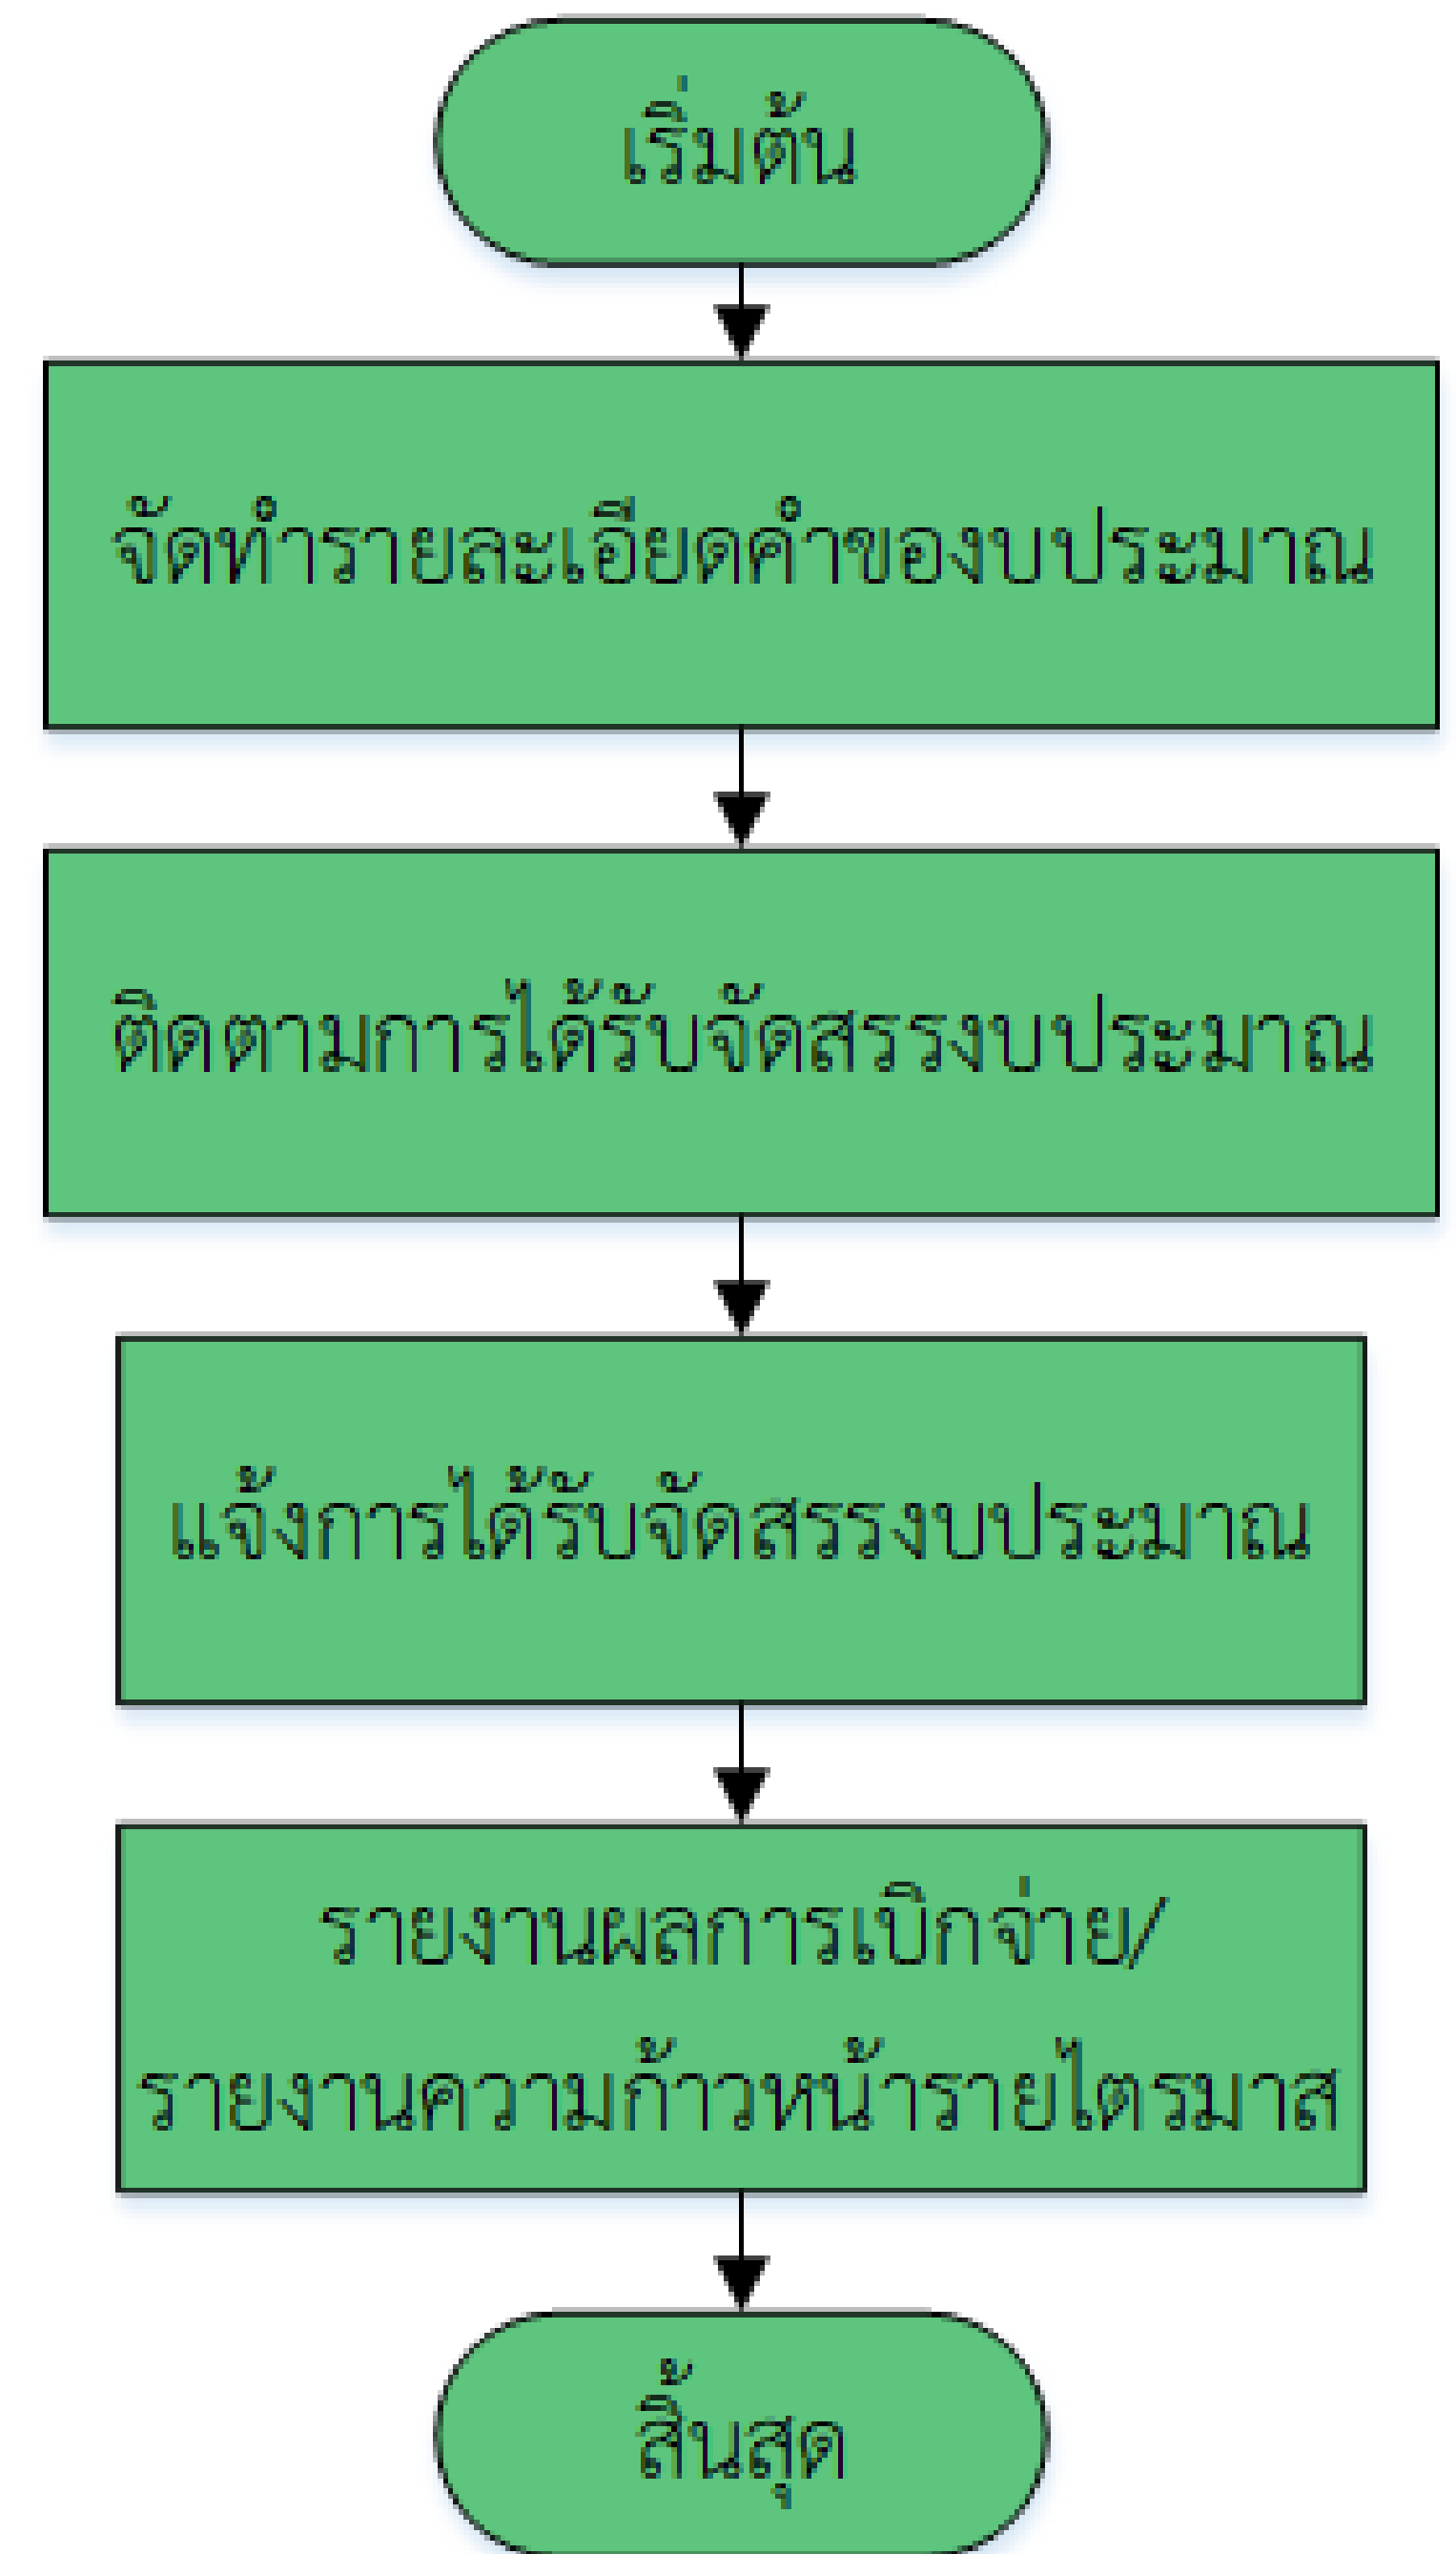 เริ่มต้น
จัดทำรายละเอียดคำของบประมาณ
ติดตามการได้รับจัดสรรงบประมาณ
แจ้งการได้รับจัดสรรงบประมาณ
รายงานผลการเบิกจ่าย/
รายงานความก้าวหน้ารายไตรมาส
สิ้นสุด